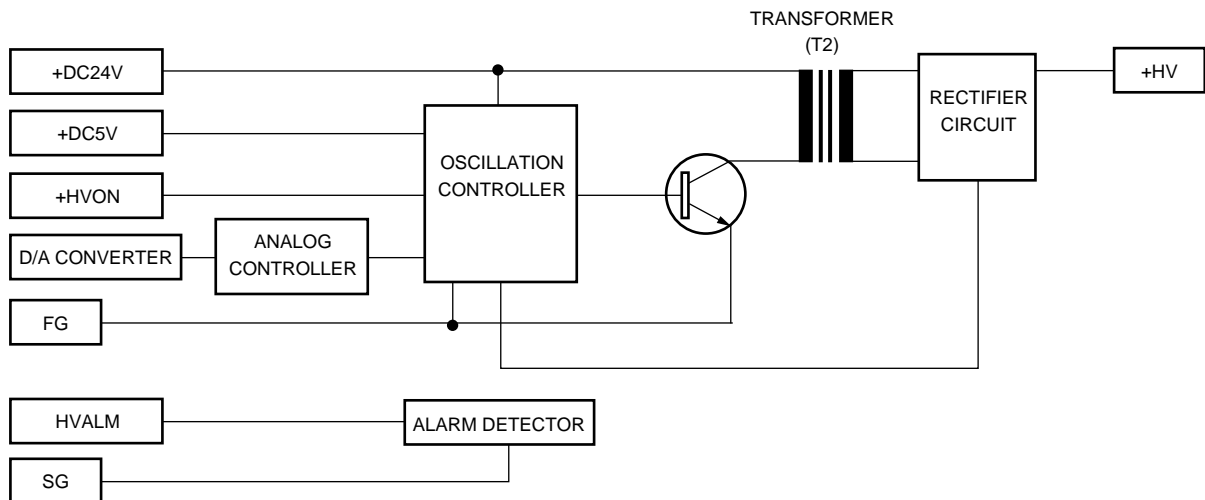 TRANSFORMER
(T2)
+DC24V
+HV
RECTIFIER
CIRCUIT
+DC5V
OSCILLATION
CONTROLLER
+HVON
D/A CONVERTER
ANALOG
CONTROLLER
FG
HVALM
ALARM DETECTOR
SG